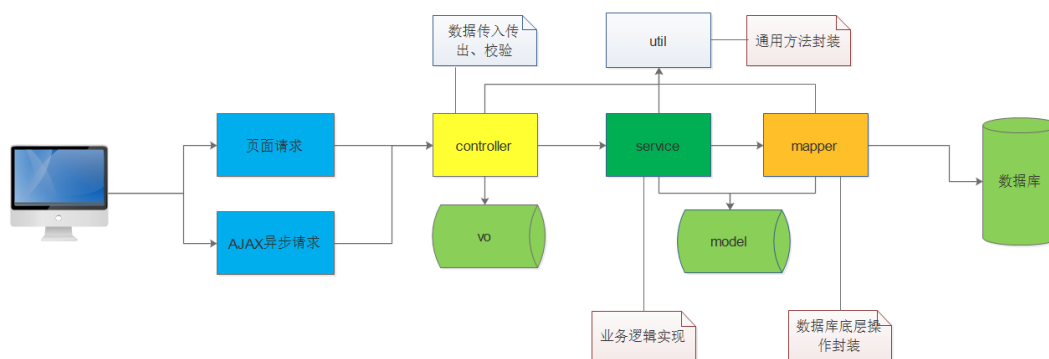 数据传入传
出、校验
util
通用方法封装
页面请求
controller
service
mapper
数据库
AJAX异步请求
vo
model
业务逻辑实现
数据库底层操
作封装